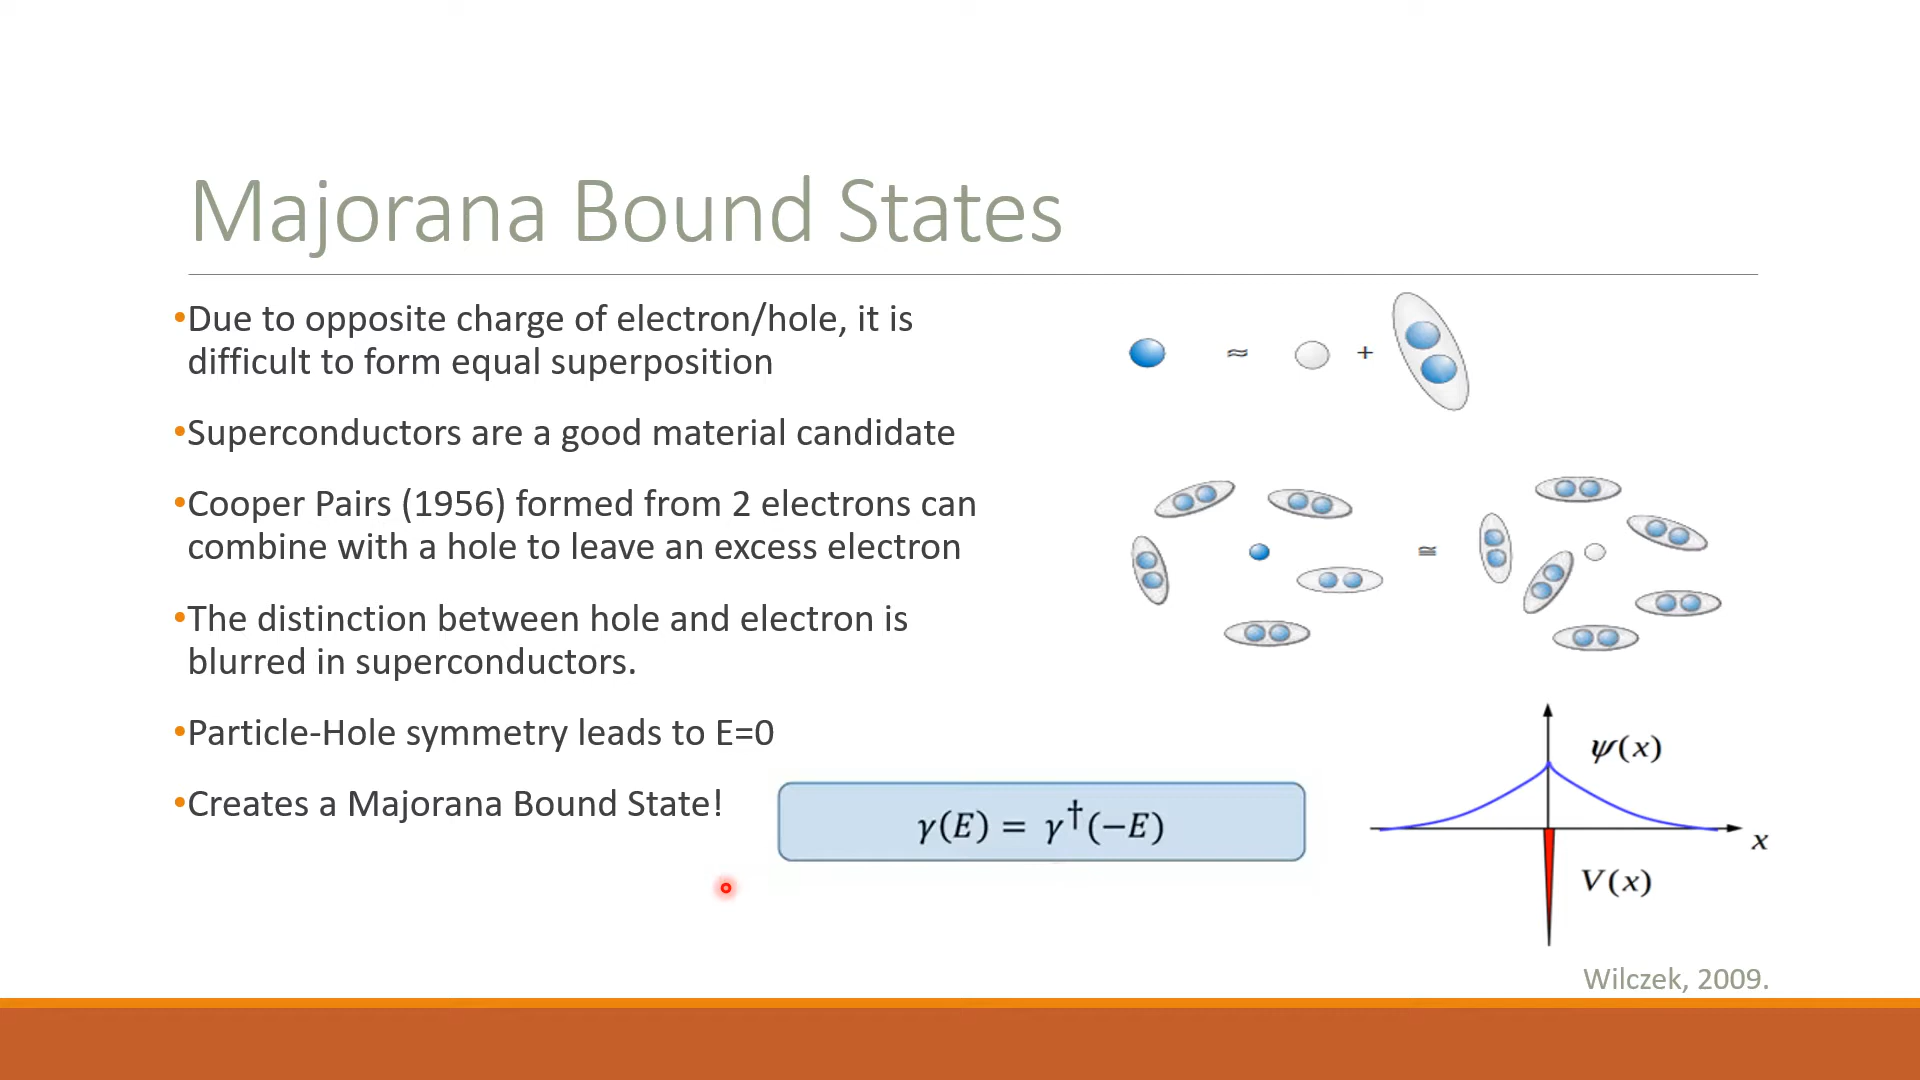 Majorana Bound States
•Due to opposite charge of electron/hole, it is
difficult to form equal superposition
•Superconductors are a good material candidate
•Cooper Pairs (1956) formed from 2 electrons can
combine with a hole to leave an excess electron
•The distinction between hole and electron is
blurred in superconductors.
•Particle-Hole symmetry leads to E=0
•Creates a Majorana Bound State!
γ(E) = γ†(−E)
≈ +
≅
ψ(x)
x
V(x)
Wilczek, 2009.